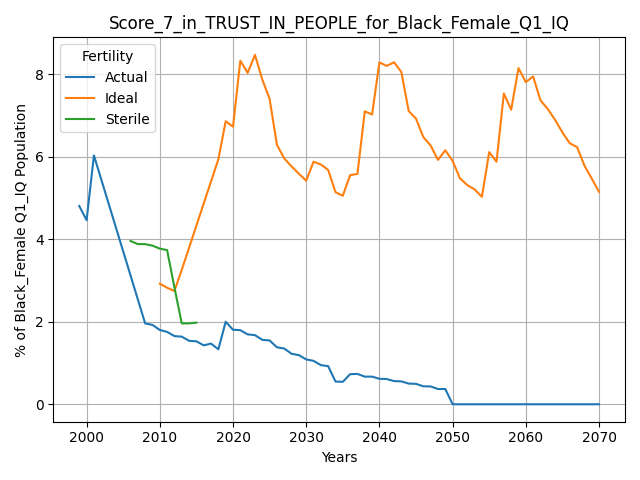 Score_7_in_TRUST_IN_PEOPLE_for_Black_Female_Q1_IQ
Fertility
Actual
Ideal
Sterile
% of Black_Female Q1_IQ Population
8
6
4
2
0
2000 2010 2020 2030 2040 2050 2060 2070
Years